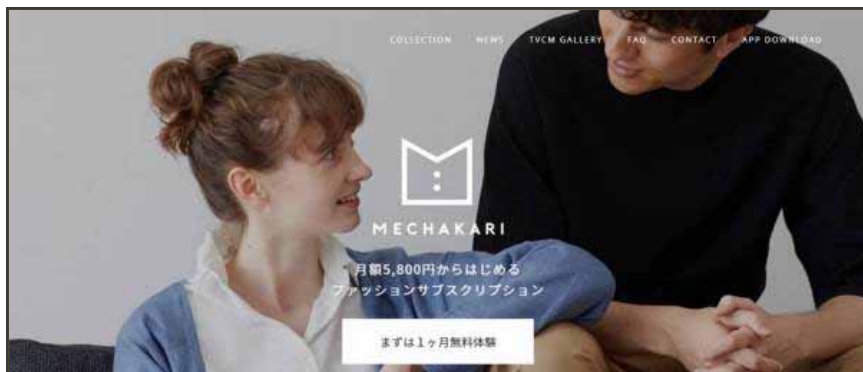 COLLECTION NEWS TVCM GALLERY FAQ CONTACT APP DOWNLOAD
MECHAKARI
月額5,800円からはじめる
ファッションサブスクリプション
まずは1ヶ月無料体験